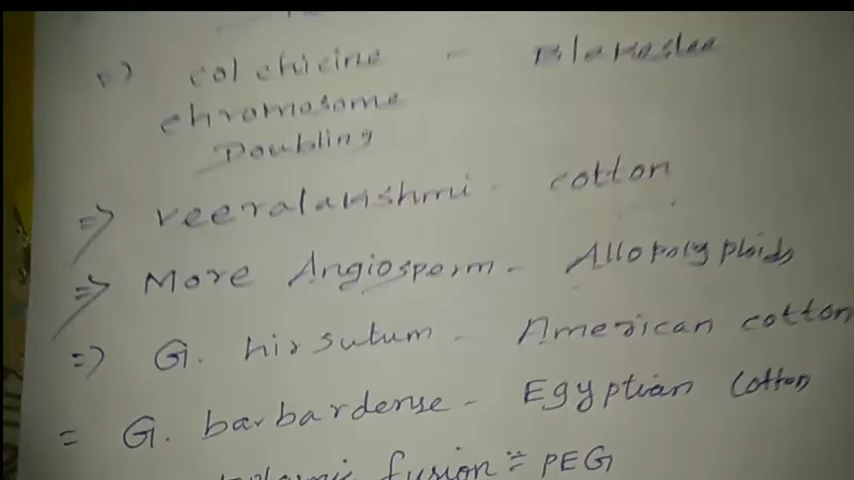 colchicine - Blakeslee
chromosome
Doubling
=> veeralakshmi - cotton
=> More Angiosperm - Allopolyploids
=> G. hirsutum - American cotton
= G. barbardense - Egyptian Cotton
fusion = PEG